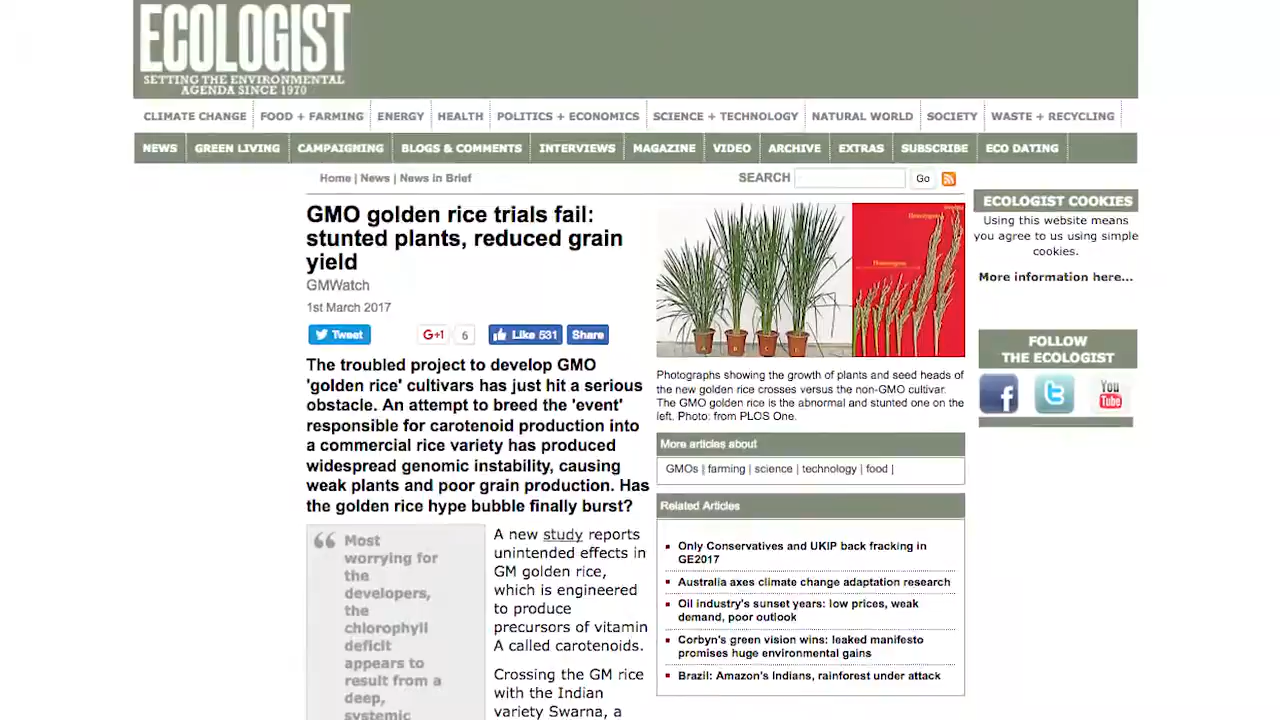 ECOLOGIST
SETTING THE ENVIRONMENTAL
AGENDA SINCE 1970
CLIMATE CHANGE
FOOD + FARMING
ENERGY
HEALTH
POLITICS + ECONOMICS
SCIENCE + TECHNOLOGY
NATURAL WORLD
SOCIETY
WASTE + RECYCLING
NEWS
GREEN LIVING
CAMPAIGNING
BLOGS & COMMENTS
INTERVIEWS
MAGAZINE
VIDEO
ARCHIVE
EXTRAS
SUBSCRIBE
ECO DATING
Home | News | News in Brief
SEARCH
Go
GMO golden rice trials fail:
stunted plants, reduced grain
yield
GMWatch
1st March 2017
Tweet
G+1
6
Like 531
Share
The troubled project to develop GMO
'golden rice' cultivars has just hit a serious
obstacle. An attempt to breed the 'event'
responsible for carotenoid production into
a commercial rice variety has produced
widespread genomic instability, causing
weak plants and poor grain production. Has
the golden rice hype bubble finally burst?
Most
worrying for
the
developers,
the
chlorophyll
deficit
appears to
result from a
deep,
systemic
A new study reports
unintended effects in
GM golden rice,
which is engineered
to produce
precursors of vitamin
A called carotenoids.
Crossing the GM rice
with the Indian
variety Swarna, a
Photographs showing the growth of plants and seed heads of
the new golden rice crosses versus the non-GMO cultivar.
The GMO golden rice is the abnormal and stunted one on the
left. Photo: from PLOS One.
More articles about
GMOs | farming | science | technology | food |
Related Articles
Only Conservatives and UKIP back fracking in
GE2017
Australia axes climate change adaptation research
Oil industry's sunset years: low prices, weak
demand, poor outlook
Corbyn's green vision wins: leaked manifesto
promises huge environmental gains
Brazil: Amazon's Indians, rainforest under attack
ECOLOGIST COOKIES
Using this website means
you agree to us using simple
cookies.
More information here...
FOLLOW
THE ECOLOGIST
You
Tube